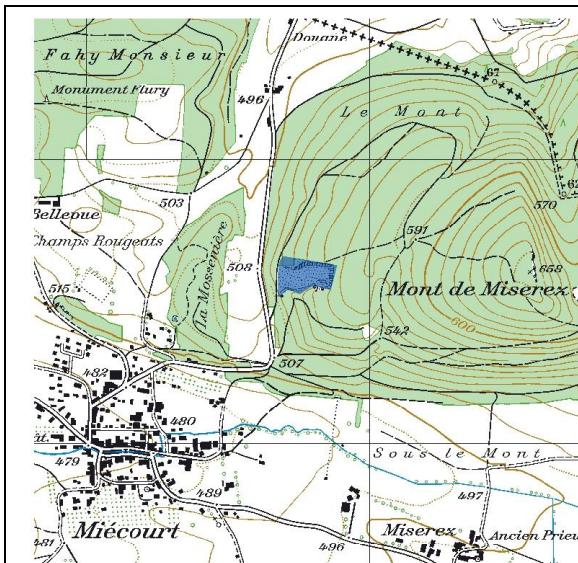 Douane
Fahy Monsieur
67
Monument Flury
496
Le Mont
62
503
570
Bellevue
591
Champs Rougeats
La Mossenière
508
658
Mont de Miserez
515
600
542
507
482
480
479
Sous le Mont
489
497
Miécourt
Miserez
481
496
Ancien Prieu